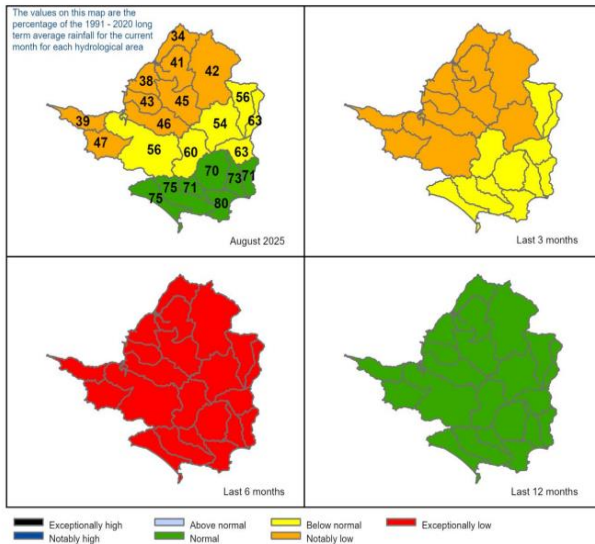 The values on this map are the
percentage of the 1991 - 2020 long
term average rainfall for the current
month for each hydrological area
34
41
42
38
56
43
45
39
54
63
46
47
56
60
63
70
75
71
73
71
75
80
August 2025
Last 3 months
Last 6 months
Last 12 months
Exceptionally high
Above normal
Below normal
Exceptionally low
Notably high
Normal
Notably low